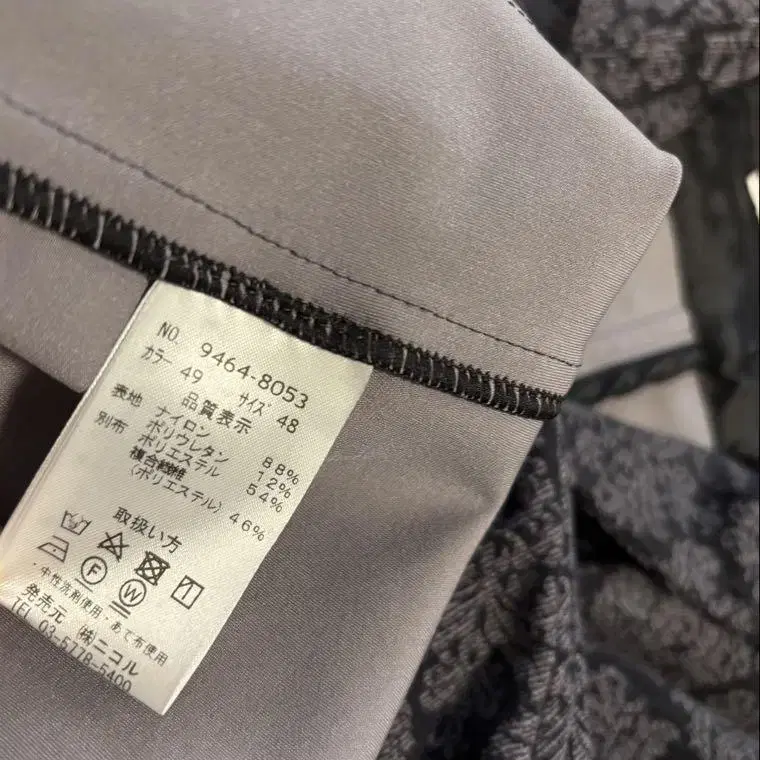 NO. 9464-8053
カラー 49 サイズ 48
品質表示
表地 ナイロン 88%
ポリウレタン 12%
別布 ポリエステル 54%
複合繊維
(ポリエステル) 46%
取扱い方
F W
・中性洗剤使用・あて布使用
発売元 (株)ニコル
TEL 03-5778-5400